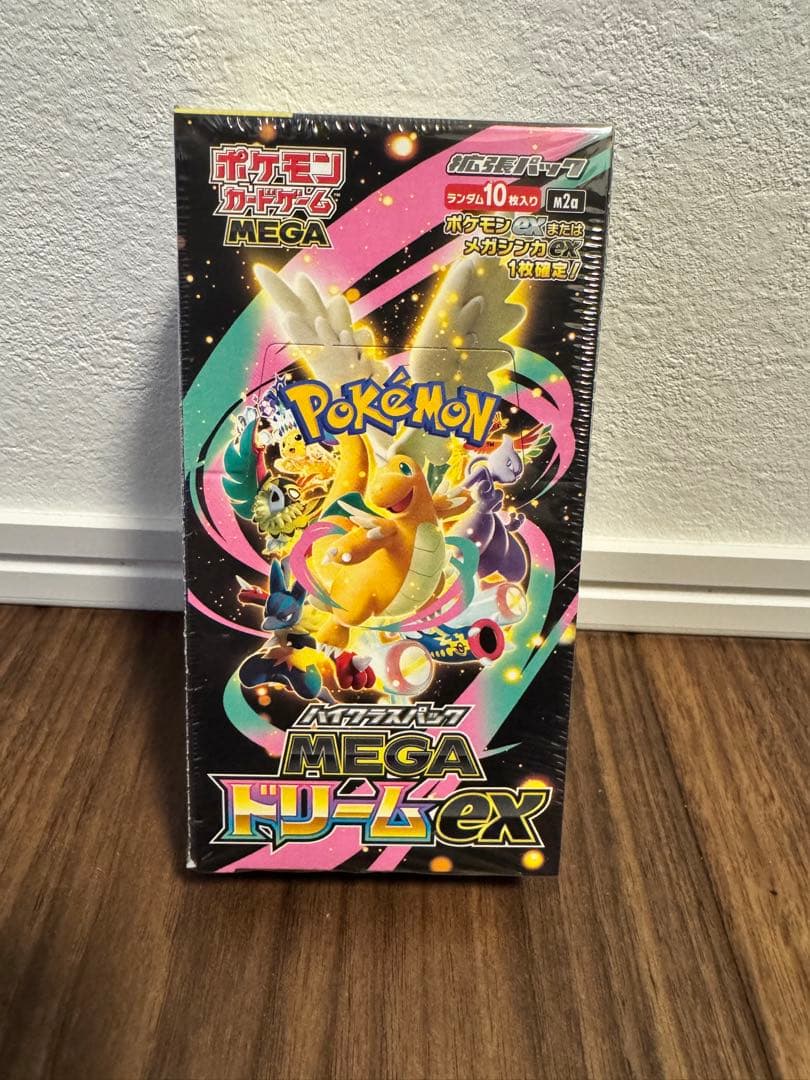 ポケモン
カードゲーム
MEGA
拡張パック
ランダム10枚入り
M2a
ポケモンexまたは
メガシンカex
1枚確定!
POKéMON
ハイクラスパック
MEGA
ドリームex